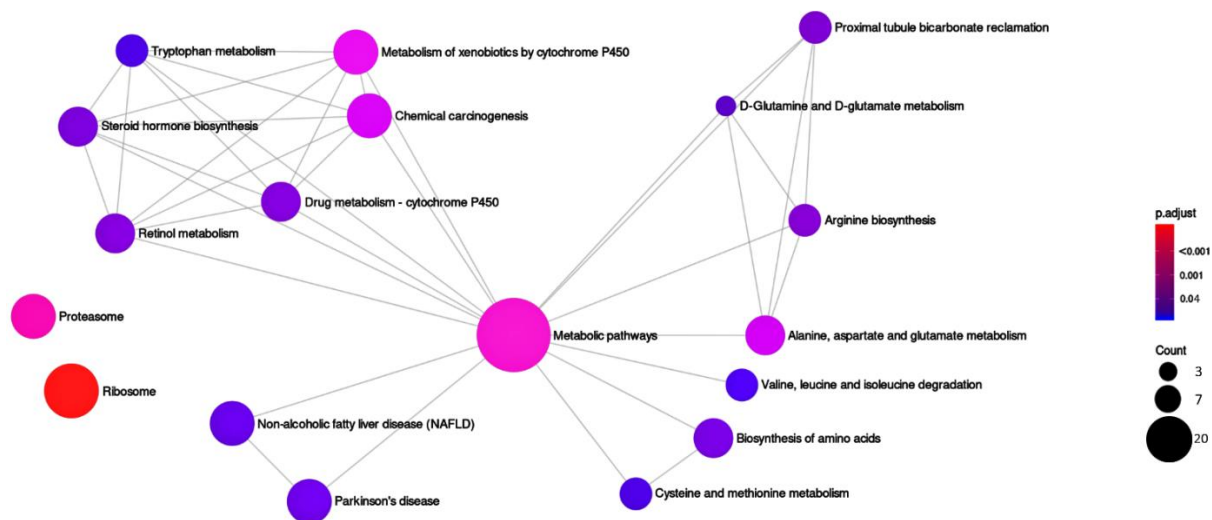 Proximal tubule bicarbonate reclamation
Tryptophan metabolism
Metabolism of xenobiotics by cytochrome P450
D-Glutamine and D-glutamate metabolism
Chemical carcinogenesis
Steroid hormone biosynthesis
Drug metabolism - cytochrome P450
Arginine biosynthesis
Retinol metabolism
Proteasome
Metabolic pathways
Alanine, aspartate and glutamate metabolism
Valine, leucine and isoleucine degradation
Ribosome
Non-alcoholic fatty liver disease (NAFLD)
Biosynthesis of amino acids
Cysteine and methionine metabolism
Parkinson's disease
p.adjust
<0.001
0.001
0.04
Count
3
7
20